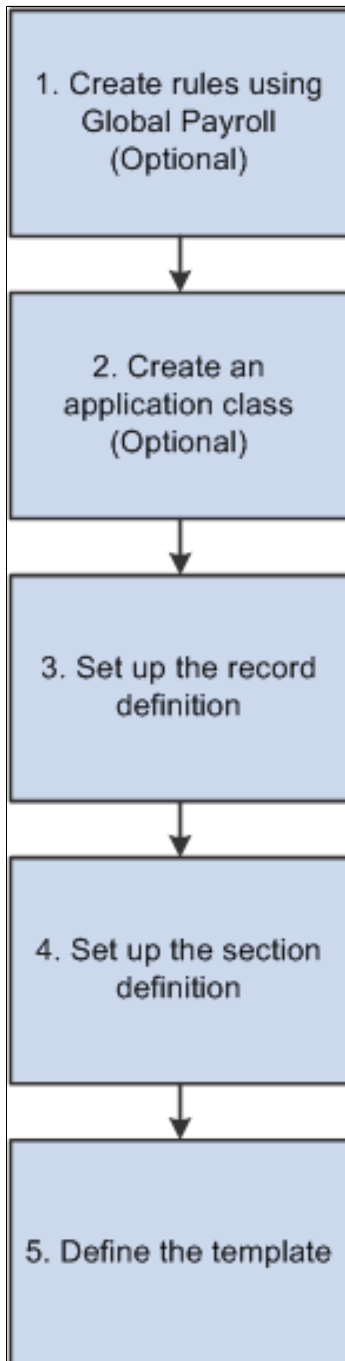 1. Create rules using
Global Payroll
(Optional)
2. Create an
application class
(Optional)
3. Set up the record
definition
4. Set up the section
definition
5. Define the template